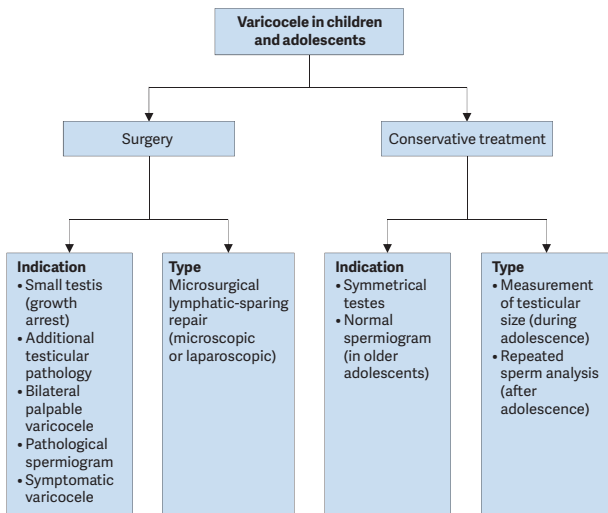 Varicocele in children
and adolescents
Surgery
Conservative treatment
Indication
• Small testis
(growth
arrest)
• Additional
testicular
pathology
• Bilateral
palpable
varicocele
• Pathological
spermiogram
• Symptomatic
varicocele
Type
Microsurgical
lymphatic-sparing
repair
(microscopic
or laparoscopic)
Indication
• Symmetrical
testes
• Normal
spermiogram
(in older
adolescents)
Type
• Measurement
of testicular
size (during
adolescence)
• Repeated
sperm analysis
(after
adolescence)